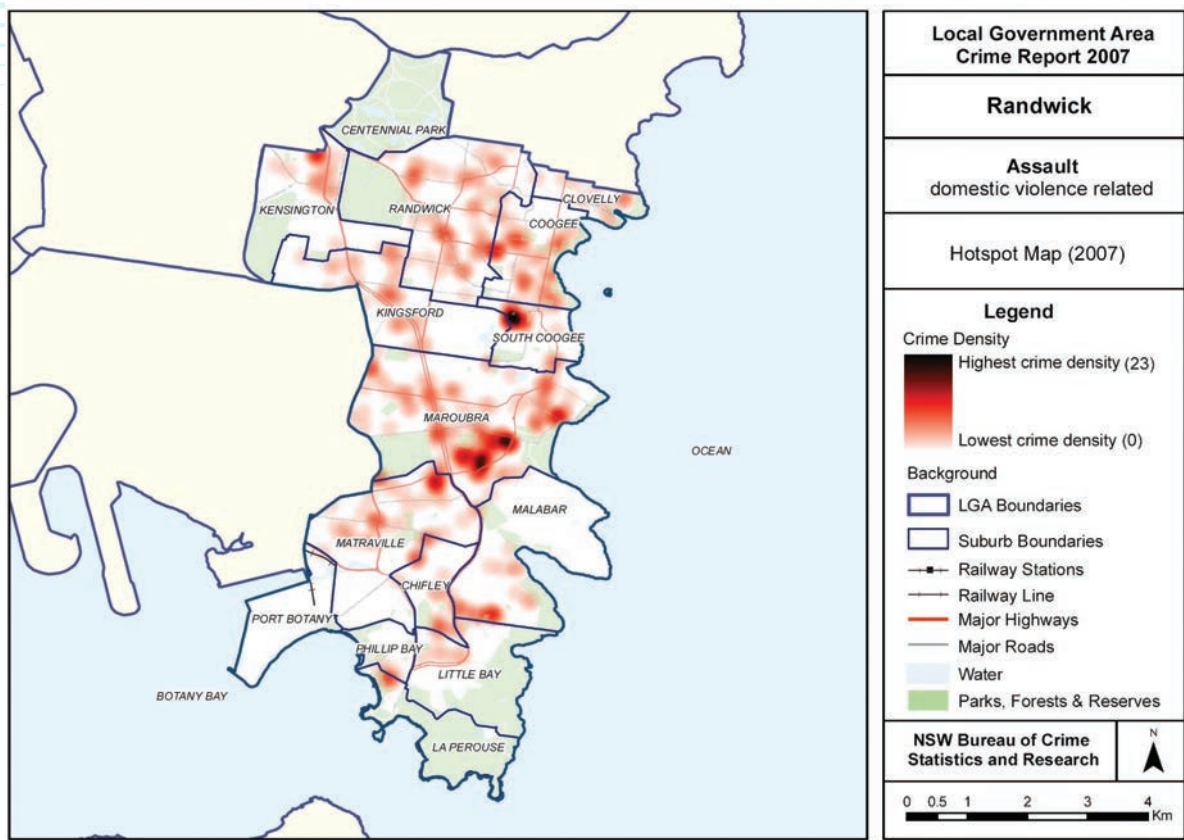 CENTENNIAL PARK
CLOVELLY
KENSINGTON
RANDWICK
COOGEE
KINGSFORD
SOUTH COOGEE
MAROUBRA
OCEAN
MALABAR
MATRAVILLE
CHIFLEY
PORT BOTANY
PHILLIP BAY
LITTLE BAY
BOTANY BAY
LA PEROUSE
Local Government Area
Crime Report 2007
Randwick
Assault
domestic violence related
Hotspot Map (2007)
Legend
Crime Density
Highest crime density (23)
Lowest crime density (0)
Background
LGA Boundaries
Suburb Boundaries
Railway Stations
Railway Line
Major Highways
Major Roads
Water
Parks, Forests & Reserves
NSW Bureau of Crime
Statistics and Research
N
0 0.5 1 2 3 4
Km